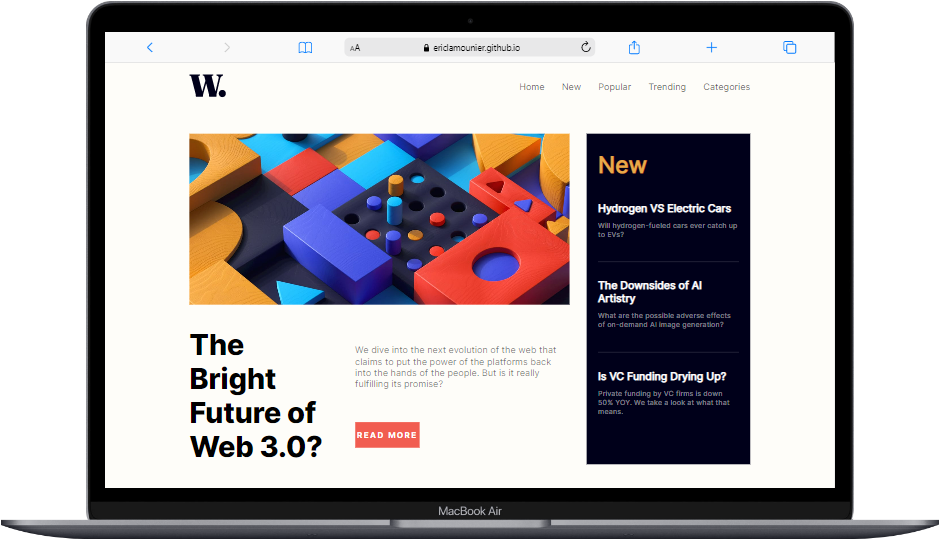 AA
ericlamounier.github.io
W.
Home New Popular Trending Categories
New
Hydrogen VS Electric Cars
Will hydrogen-fueled cars ever catch up
to EVs?
The Downsides of AI
Artistry
What are the possible adverse effects
of on-demand AI image generation?
Is VC Funding Drying Up?
Private funding by VC firms is down
50% YOY. We take a look at what that
means.
The
Bright
Future of
Web 3.0?
We dive into the next evolution of the web that
claims to put the power of the platforms back
into the hands of the people. But is it really
fulfilling its promise?
READ MORE
MacBook Air